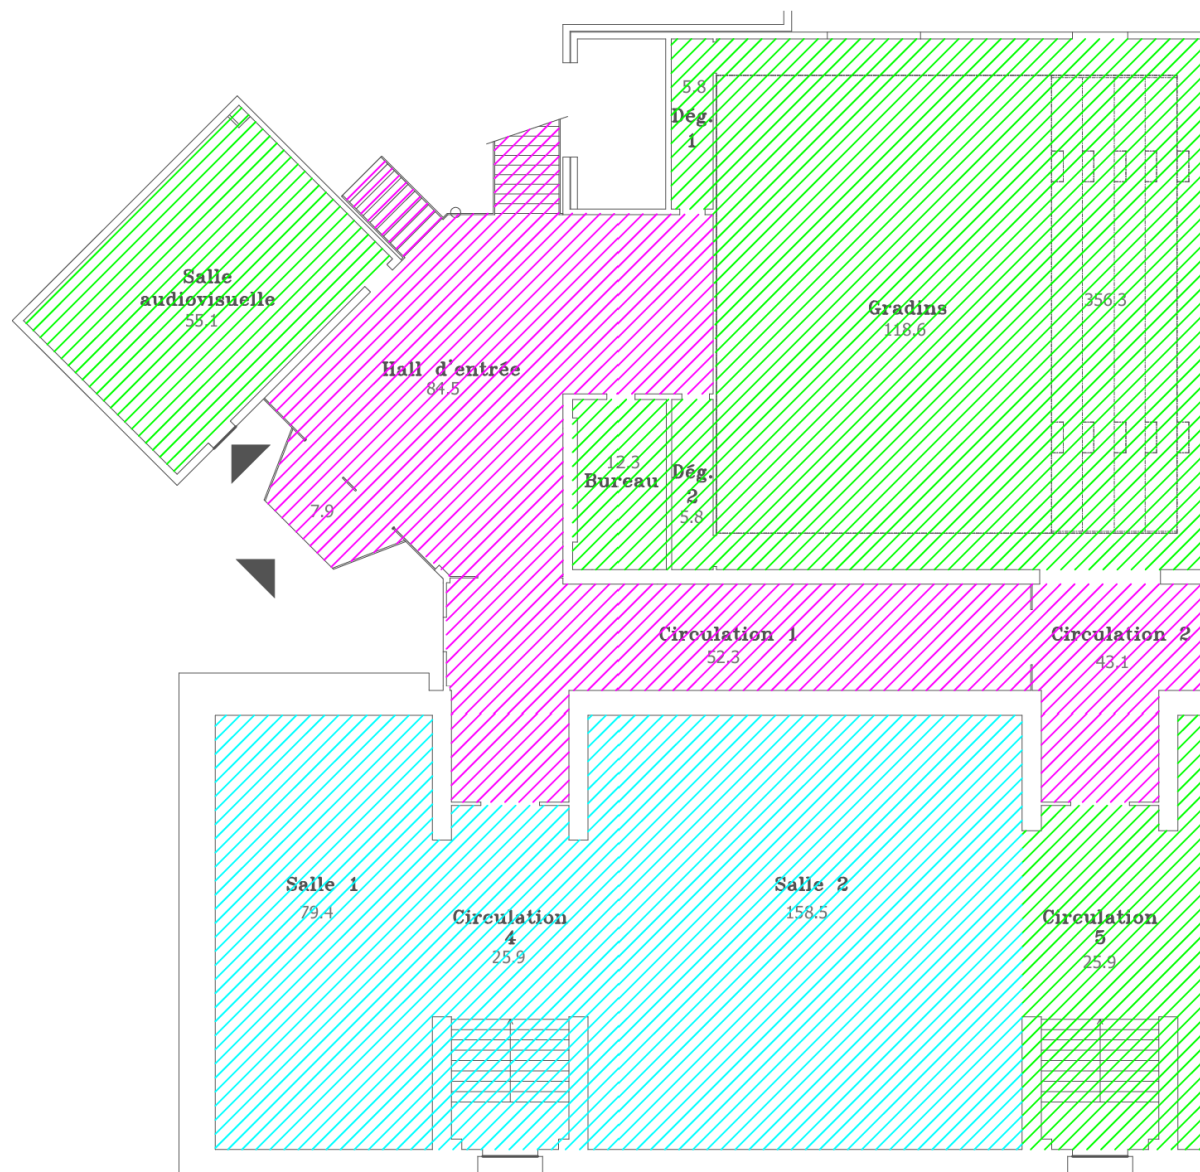 5.8
Dég.
1
Salle
audiovisuelle
55.1
Gradins
118.6
356.3
Hall d'entrée
84.5
12.3
Bureau
Dég.
2
5.8
7.9
Circulation 1
52.3
Circulation 2
43.1
Salle 1
79.4
Circulation
4
25.9
Salle 2
158.5
Circulation
5
25.9